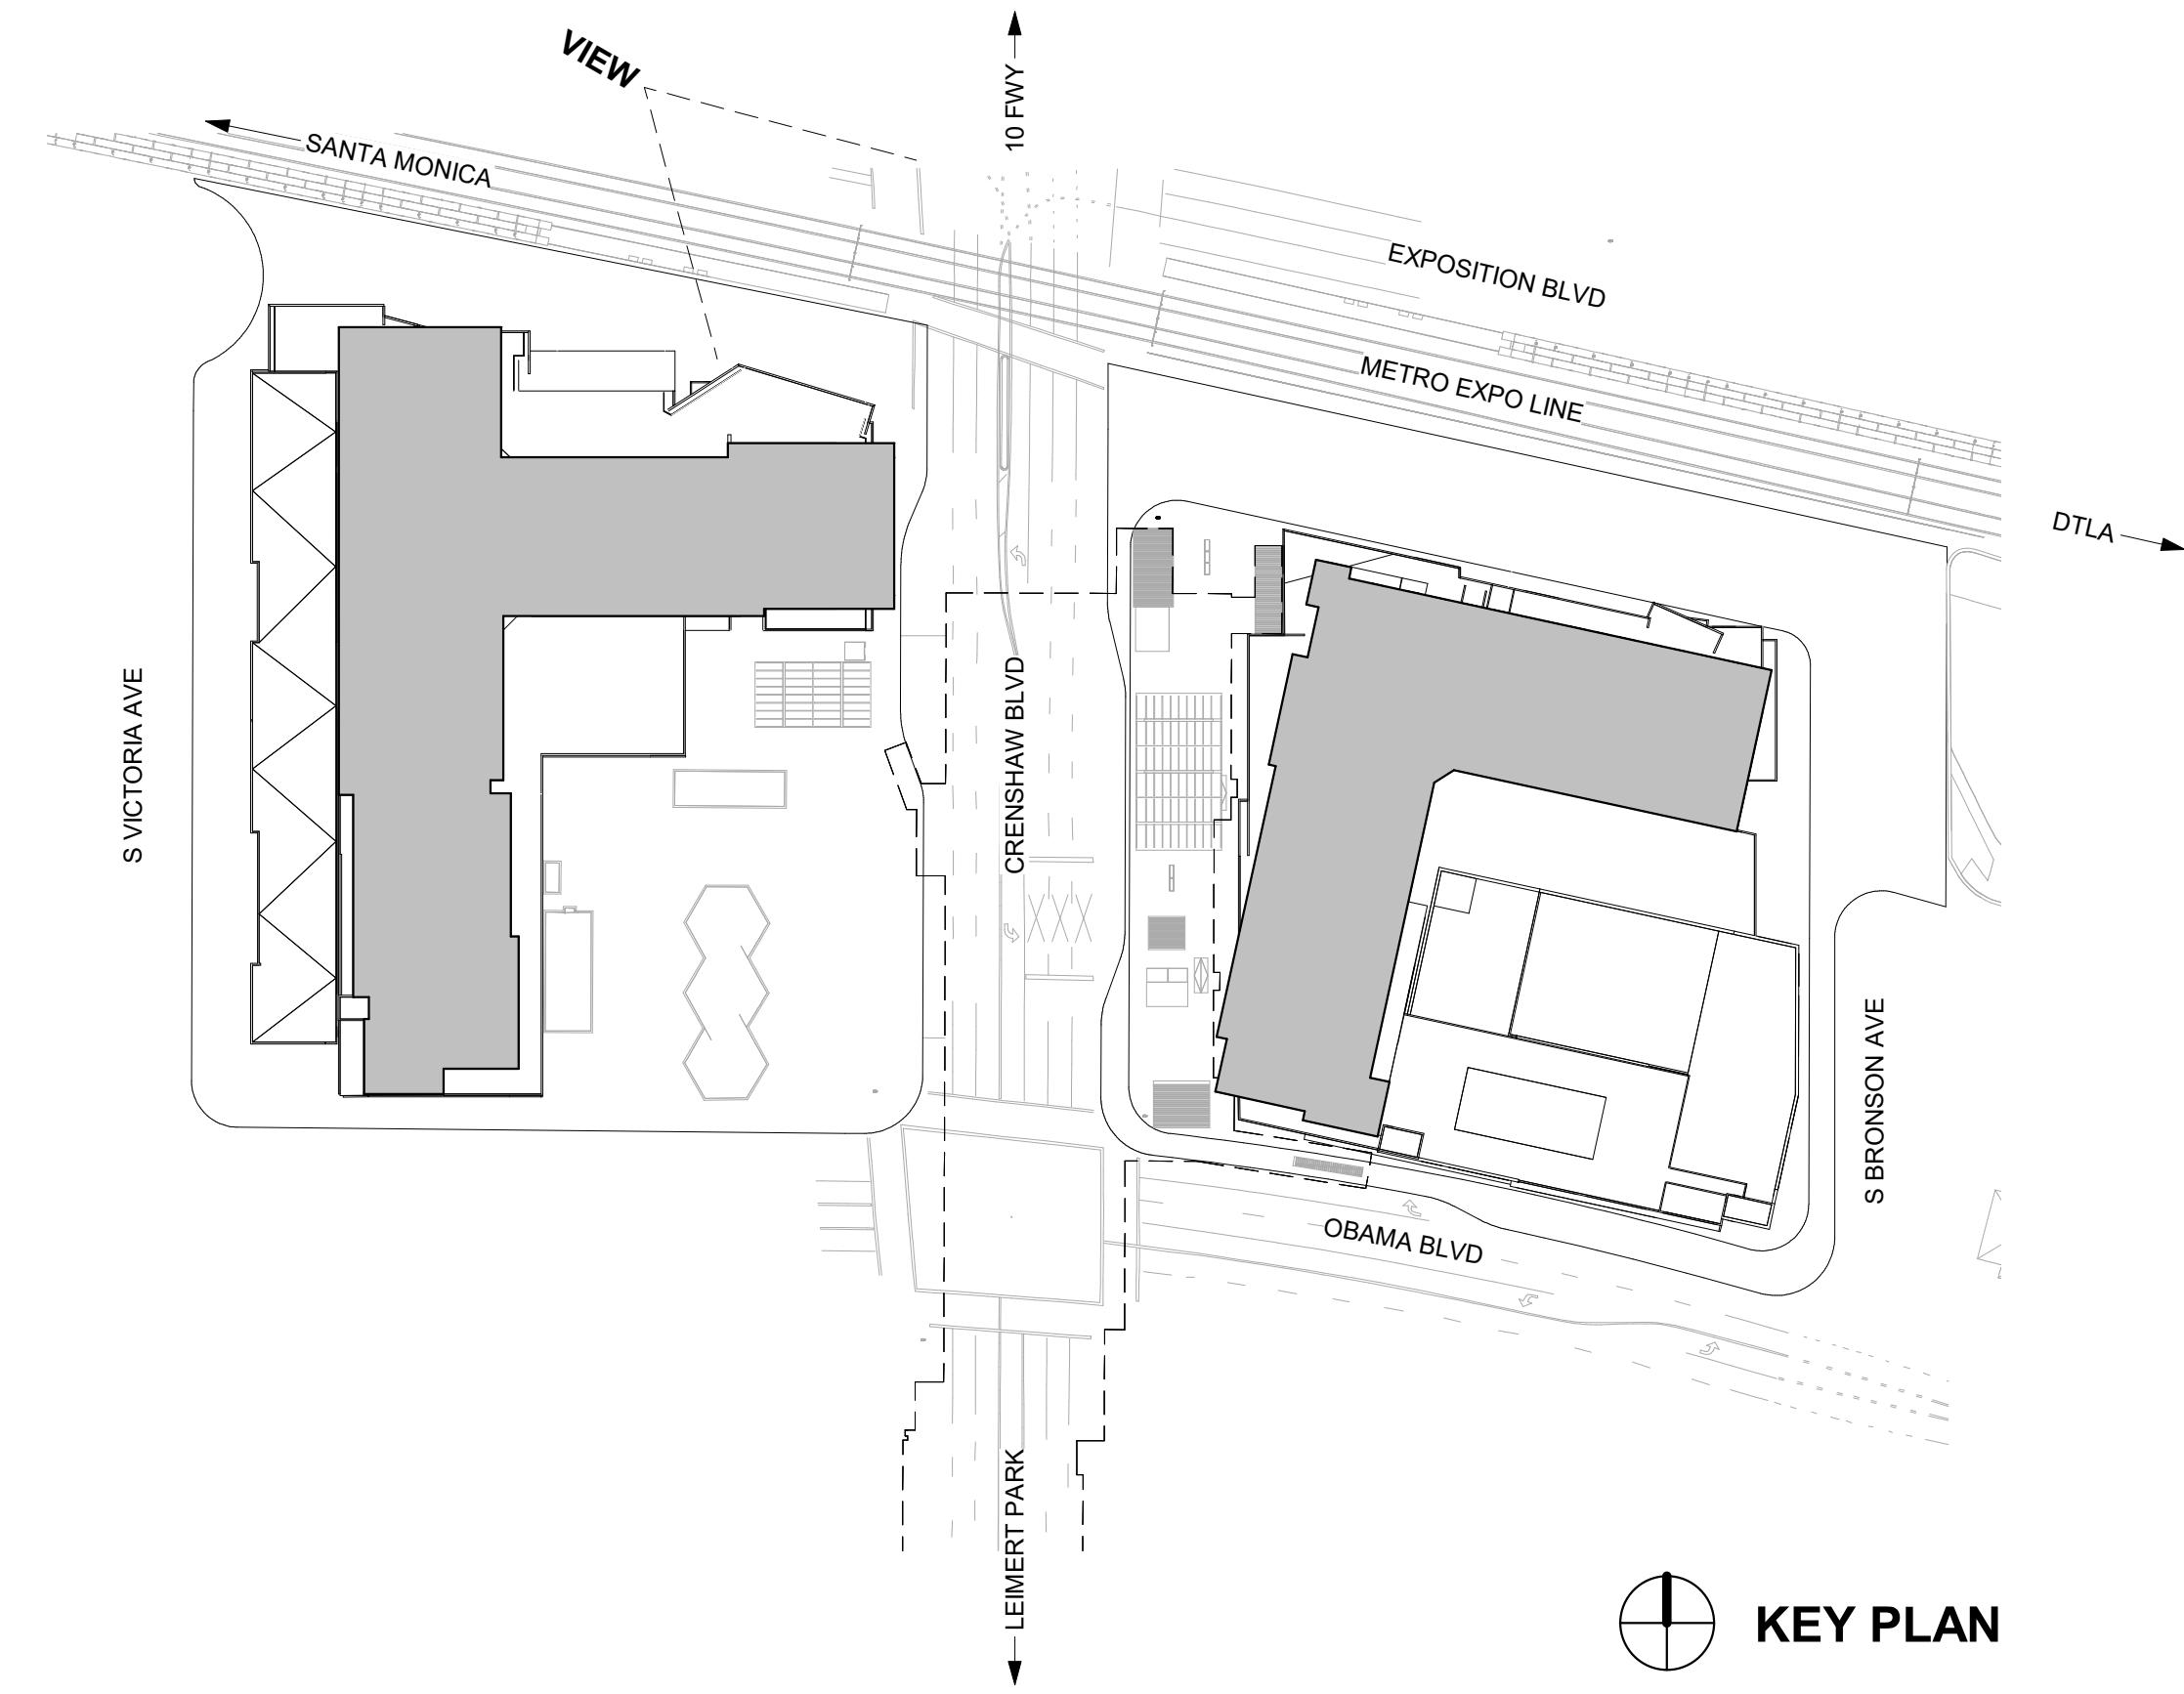 VIEW
10 FWY
SANTA MONICA
EXPOSITION BLVD
METRO EXPO LINE
DTLA
S VICTORIA AVE
CRENSHAW BLVD
S BRONSON AVE
OBAMA BLVD
LEIMERT PARK
KEY PLAN